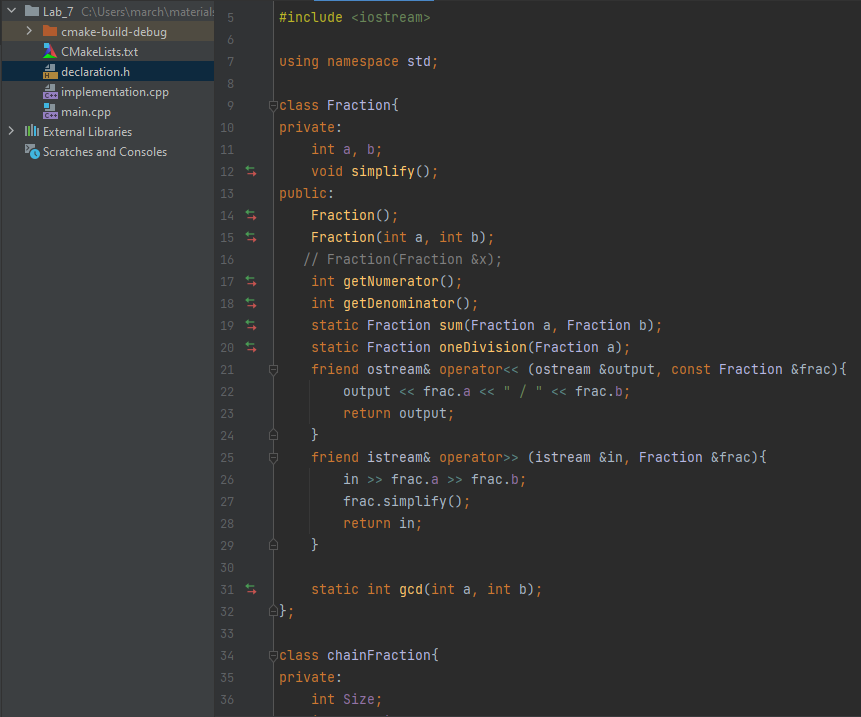 Lab_7 C:\Users\march\materials
cmake-build-debug
CMakeLists.txt
declaration.h
implementation.cpp
main.cpp
External Libraries
Scratches and Consoles
5 #include <iostream>
6
7 using namespace std;
8
9 class Fraction{
10 private:
11     int a, b;
12     void simplify();
13 public:
14     Fraction();
15     Fraction(int a, int b);
16    // Fraction(Fraction &x);
17     int getNumerator();
18     int getDenominator();
19     static Fraction sum(Fraction a, Fraction b);
20     static Fraction oneDivision(Fraction a);
21     friend ostream& operator<< (ostream &output, const Fraction &frac){
22         output << frac.a << " / " << frac.b;
23         return output;
24     }
25     friend istream& operator>> (istream &in, Fraction &frac){
26         in >> frac.a >> frac.b;
27         frac.simplify();
28         return in;
29     }
30
31     static int gcd(int a, int b);
32 };
33
34 class chainFraction{
35 private:
36     int Size;